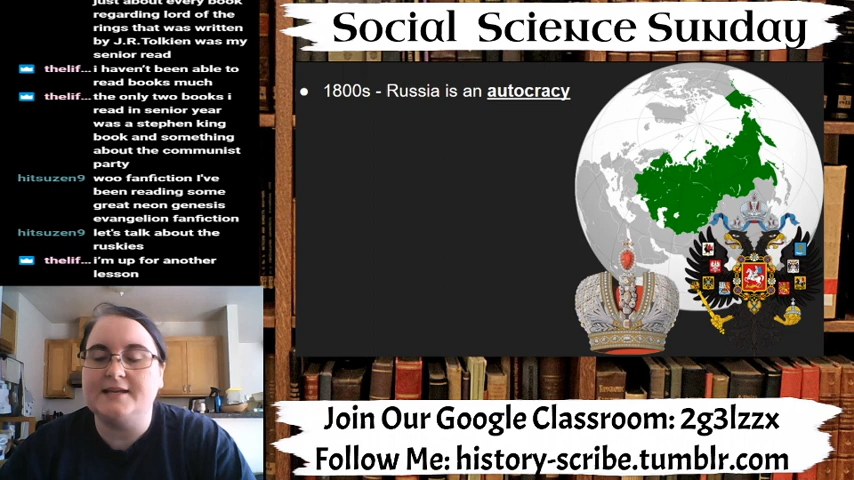 just about every book
regarding lord of the
rings that was written
by J.R.Tolkien was my
senior read
thelif... i haven't been able to
read books much
thelif... the only two books i
read in senior year
was a stephen king
book and something
about the communist
party
hitsuzen9 woo fanfiction I've
been reading some
great neon genesis
evangelion fanfiction
hitsuzen9 let's talk about the
ruskies
thelif... i'm up for another
lesson
Social Science Sunday
1800s - Russia is an autocracy
Join Our Google Classroom: 2g3lzzx
Follow Me: history-scribe.tumblr.com